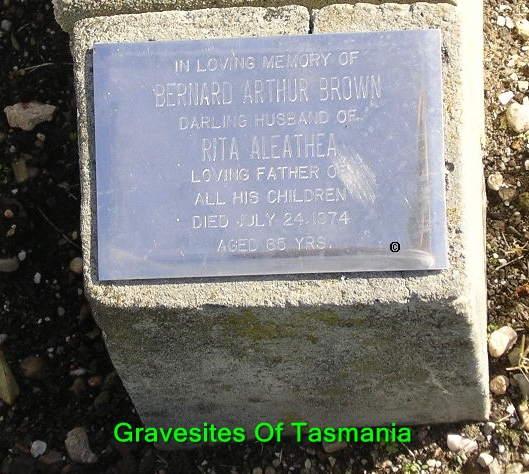 IN LOVING MEMORY OF
BERNARD ARTHUR BROWN
DARLING HUSBAND OF
RITA ALEATHEA
LOVING FATHER OF
ALL HIS CHILDREN
DIED JULY 24.1974
AGED 65 YRS.
©
Gravesites Of Tasmania